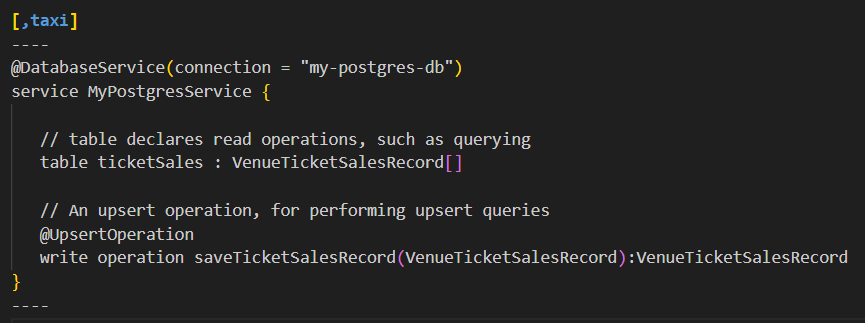 [,taxi]
----
@DatabaseService(connection = "my-postgres-db")
service MyPostgresService {
// table declares read operations, such as querying
table ticketSales : VenueTicketSalesRecord[]
// An upsert operation, for performing upsert queries
@UpsertOperation
write operation saveTicketSalesRecord(VenueTicketSalesRecord):VenueTicketSalesRecord
}
----